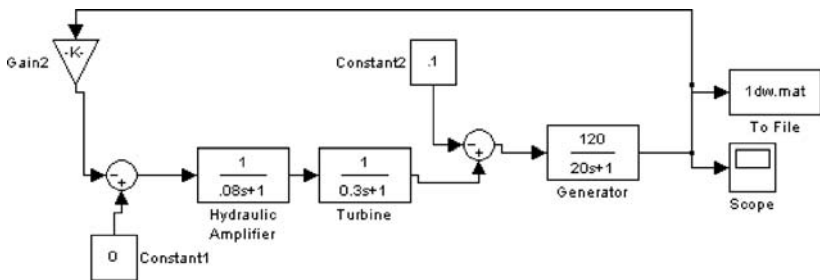 -K-
Gain2
Constant2
.1
1dw.mat
To File
-
+
1
.08s+1
Hydraulic
Amplifier
1
0.3s+1
Turbine
-
+
120
20s+1
Generator
Scope
0
Constant1